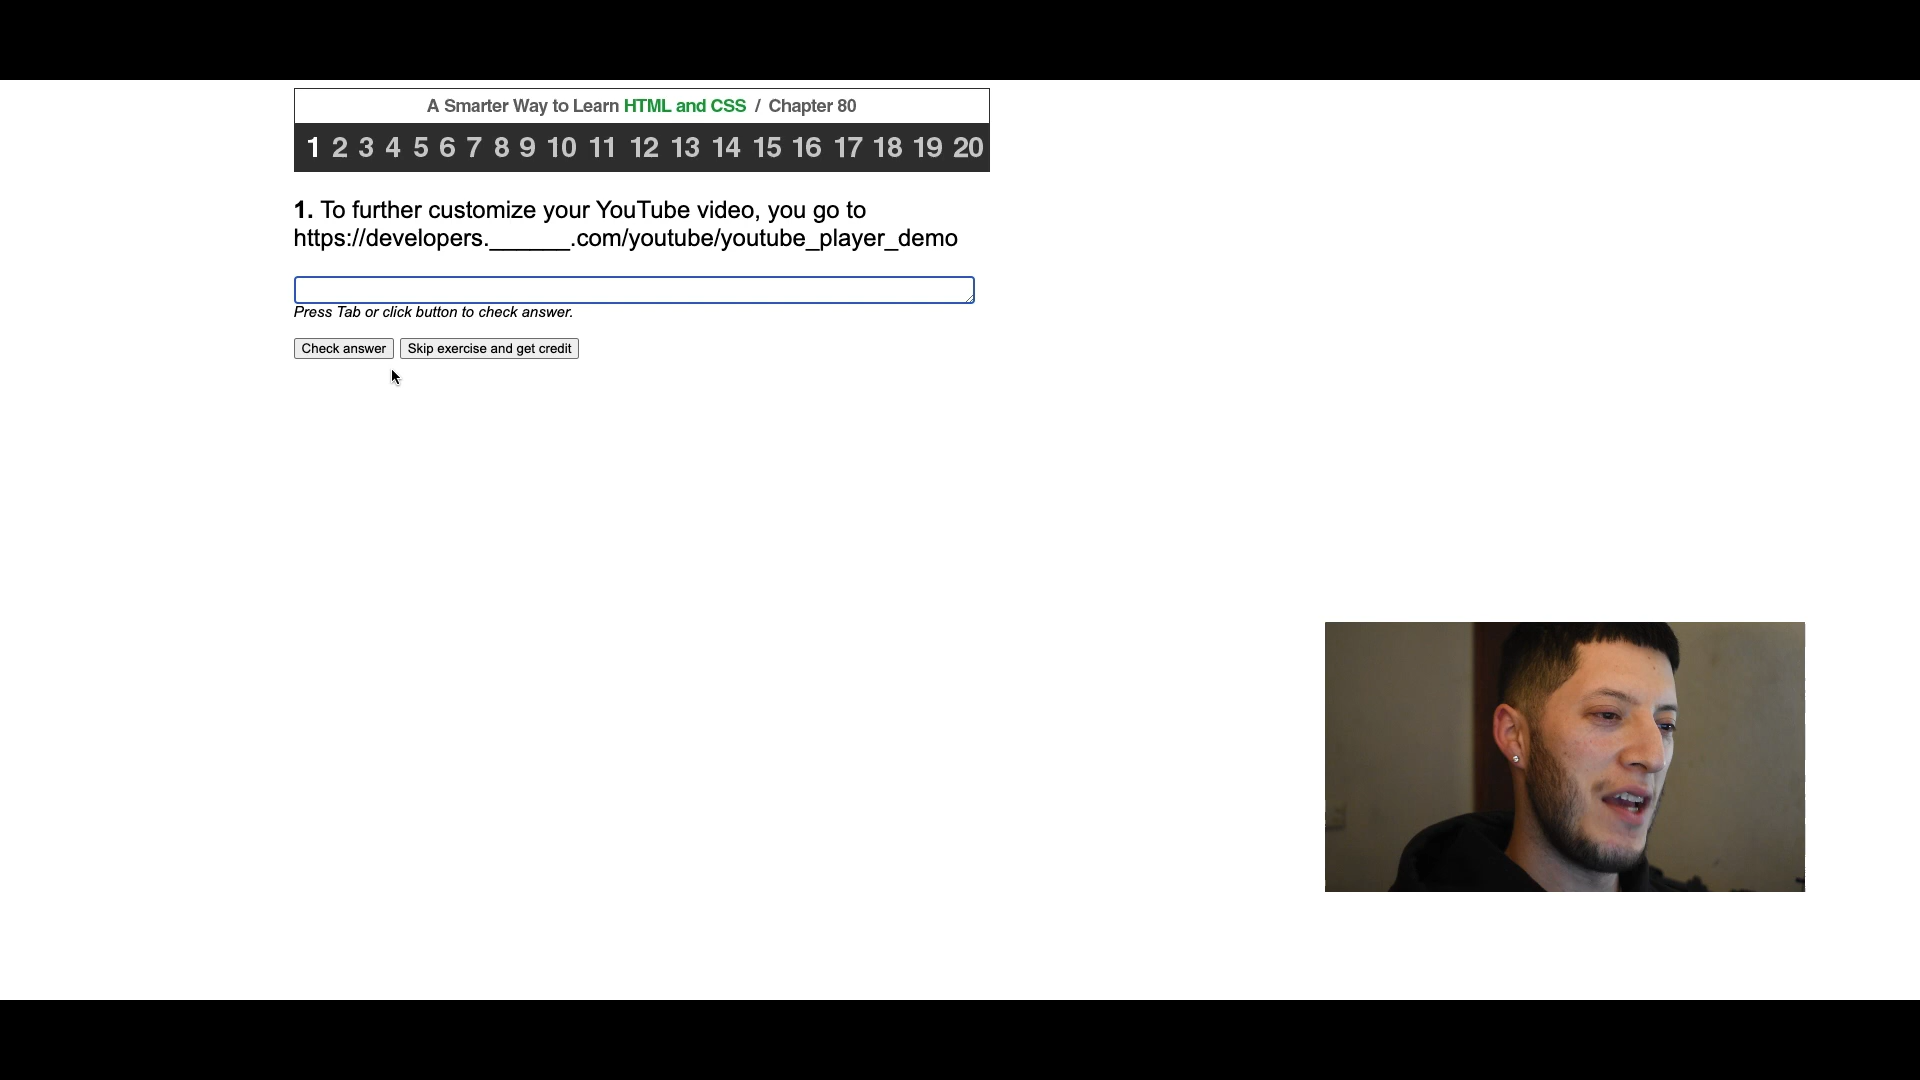 A Smarter Way to Learn HTML and CSS / Chapter 80
1 2 3 4 5 6 7 8 9 10 11 12 13 14 15 16 17 18 19 20
1. To further customize your YouTube video, you go to
https://developers.______.com/youtube/youtube_player_demo
Press Tab or click button to check answer.
Check answer Skip exercise and get credit